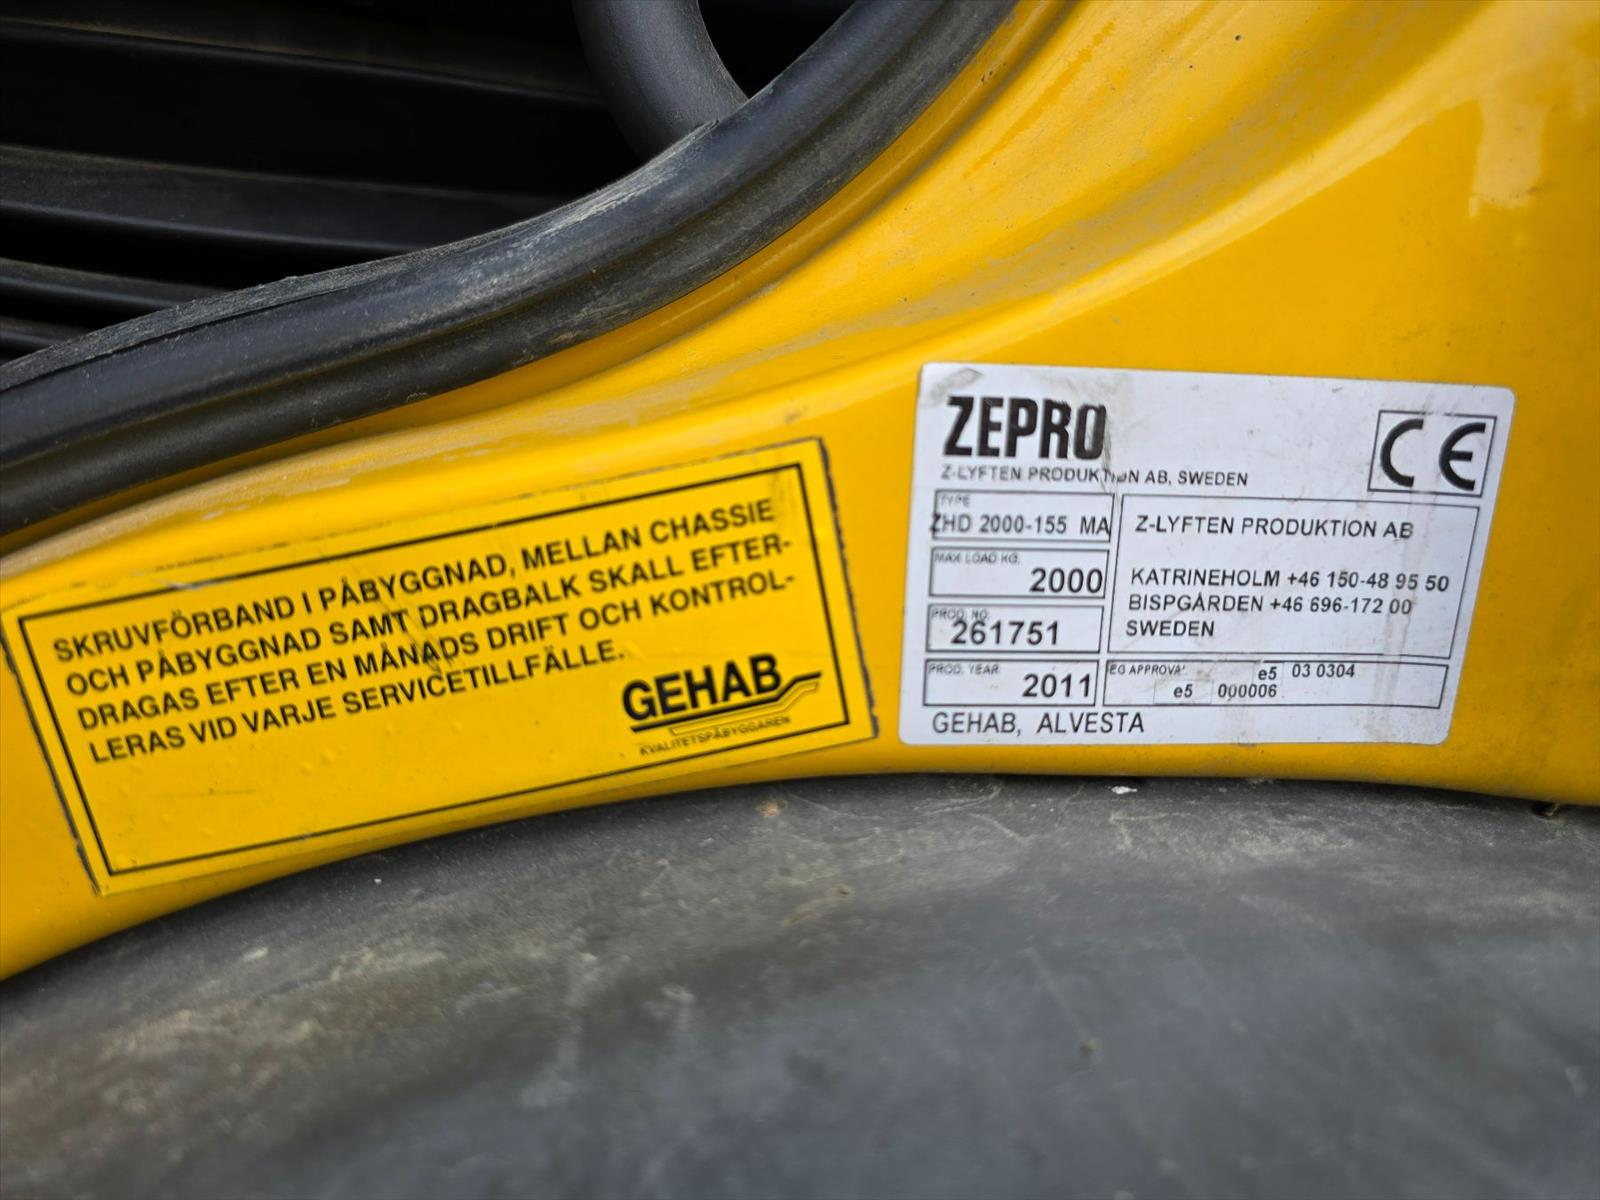 SKRUVFÖRBAND I PÅBYGGNAD, MELLAN CHASSIE
OCH PÅBYGGNAD SAMT DRAGBALK SKALL EFTER-
DRAGAS EFTER EN MÅNADS DRIFT OCH KONTROL-
LERAS VID VARJE SERVICETILLFÄLLE.
GEHAB
KVALITETSPÅBYGGAREN
ZEPRO
CE
Z-LYFTEN PRODUKTION AB, SWEDEN
TYPE
ZHD 2000-155 MA
MAX LOAD KG.
2000
PROD. NO.
261751
PROD. YEAR
2011
Z-LYFTEN PRODUKTION AB
KATRINEHOLM +46 150-48 95 50
BISPGÅRDEN +46 696-172 00
SWEDEN
EG APPROVAL
e5 03 0304
e5 000006
GEHAB, ALVESTA